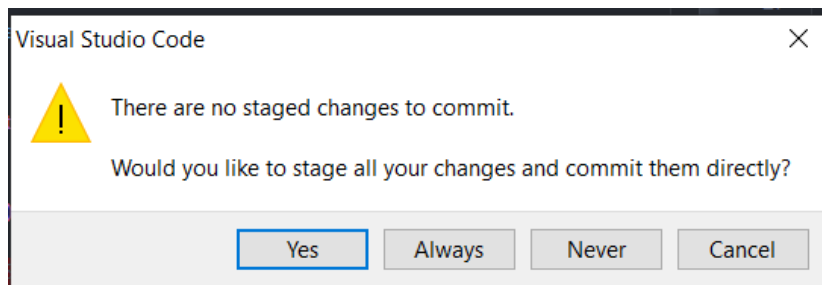 Visual Studio Code
!
There are no staged changes to commit.
Would you like to stage all your changes and commit them directly?
Yes Always Never Cancel